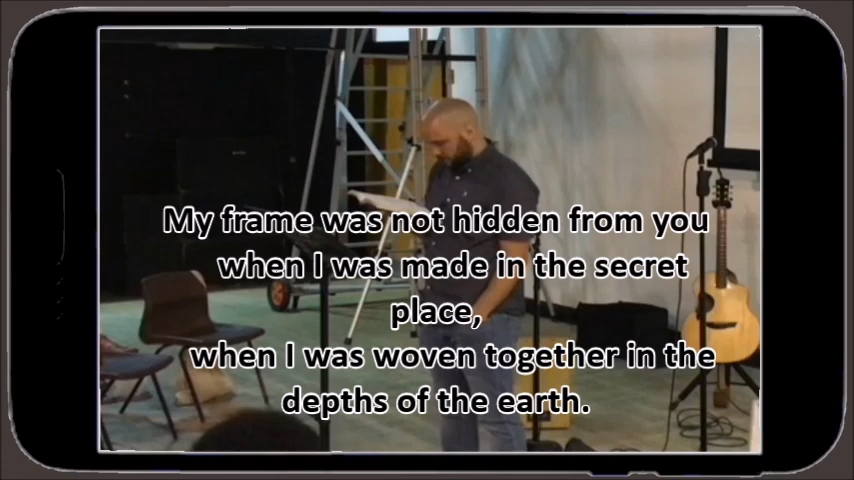 My frame was not hidden from you
when I was made in the secret
place,
when I was woven together in the
depths of the earth.